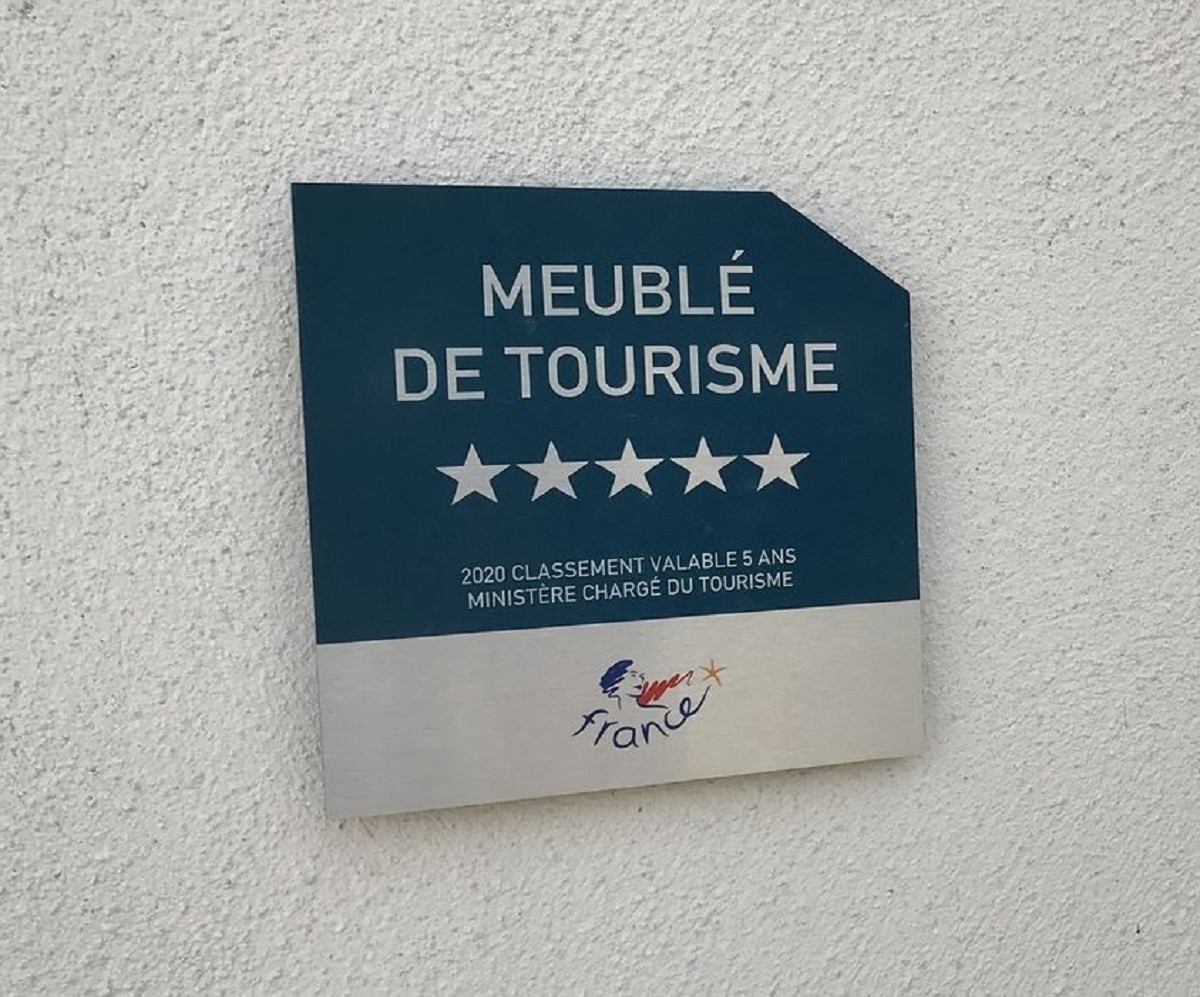 MEUBLÉ
DE TOURISME
2020 CLASSEMENT VALABLE 5 ANS
MINISTÈRE CHARGÉ DU TOURISME
france